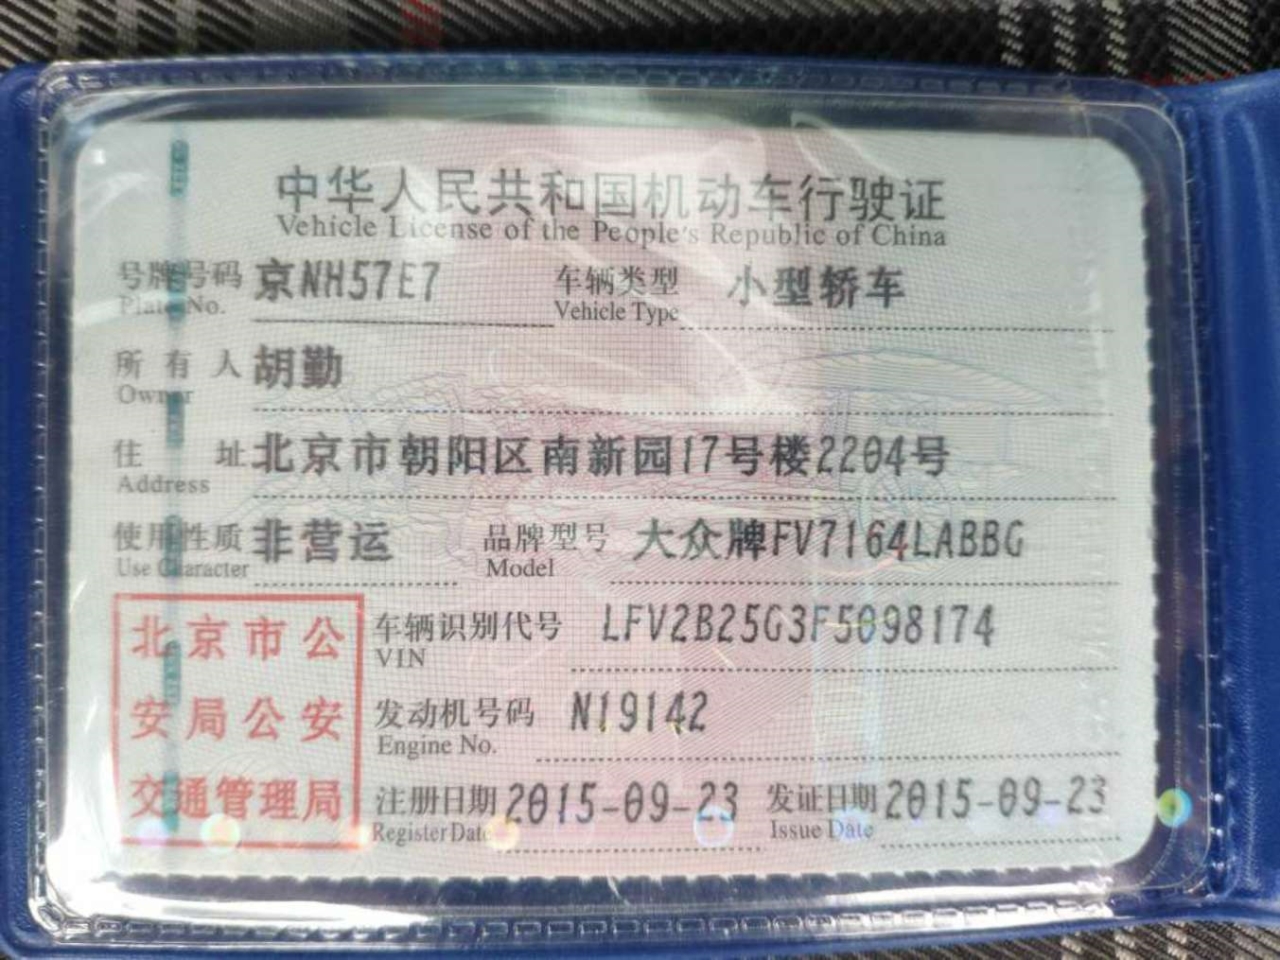 中华人民共和国机动车行驶证
Vehicle License of the People's Republic of China
号牌号码 京NH57E7 车辆类型 小型轿车
Plate No. Vehicle Type
所有人 胡勤
Owner
住址 北京市朝阳区南新园17号楼2204号
Address
使用性质 非营运 品牌型号 大众牌FV7164LABBG
Use Character Model
北京市公 车辆识别代号 LFV2B25G3F5098174
VIN
安局公安 发动机号码 N19142
Engine No.
交通管理局 注册日期 2015-09-23 发证日期 2015-09-23
Register Date Issue Date